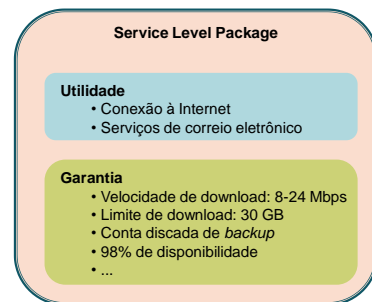 Service Level Package
Utilidade
• Conexão à Internet
• Serviços de correio eletrônico
Garantia
• Velocidade de download: 8-24 Mbps
• Limite de download: 30 GB
• Conta discada de backup
• 98% de disponibilidade
• ...